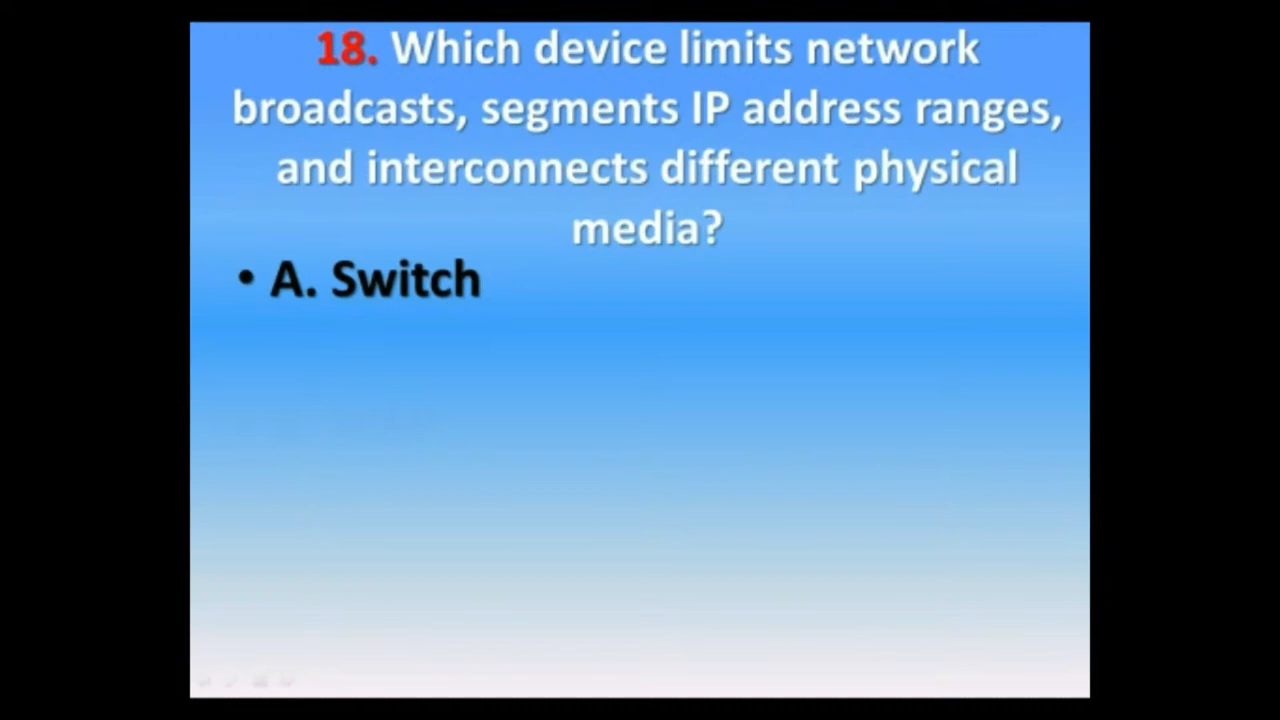 18. Which device limits network
broadcasts, segments IP address ranges,
and interconnects different physical
media?
• A. Switch